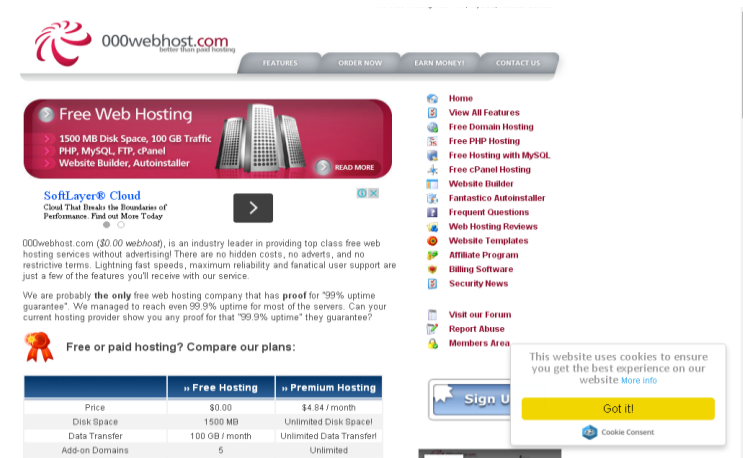 000webhost.com
better than paid hosting
FEATURES
ORDER NOW
EARN MONEY!
CONTACT US
Free Web Hosting
1500 MB Disk Space, 100 GB Traffic
PHP, MySQL, FTP, cPanel
Website Builder, Autoinstaller
READ MORE
SoftLayer® Cloud
Cloud That Breaks the Boundaries of
Performance. Find out More Today
000webhost.com ($0.00 webhost), is an industry leader in providing top class free web
hosting services without advertising! There are no hidden costs, no adverts, and no
restrictive terms. Lightning fast speeds, maximum reliability and fanatical user support are
just a few of the features you'll receive with our service.
We are probably the only free web hosting company that has proof for "99% uptime
guarantee". We managed to reach even 99.9% uptime for most of the servers. Can your
current hosting provider show you any proof for that "99.9% uptime" they guarantee?
Free or paid hosting? Compare our plans:
» Free Hosting » Premium Hosting
Price $0.00 $4.84 / month
Disk Space 1500 MB Unlimited Disk Space!
Data Transfer 100 GB / month Unlimited Data Transfer!
Add-on Domains 5 Unlimited
Home
View All Features
Free Domain Hosting
Free PHP Hosting
Free Hosting with MySQL
Free cPanel Hosting
Website Builder
Fantastico Autoinstaller
Frequent Questions
Web Hosting Reviews
Website Templates
Affiliate Program
Billing Software
Security News
Visit our Forum
Report Abuse
Members Area
Sign U
This website uses cookies to ensure
you get the best experience on our
website More info
Got it!
Cookie Consent